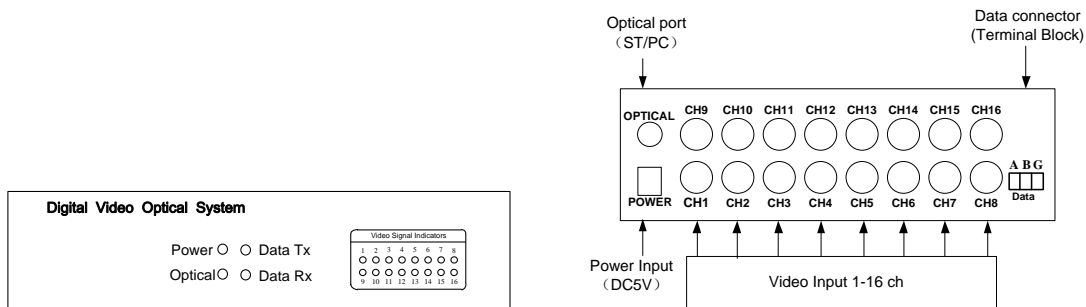 Digital Video Optical System
Power Data Tx
Optical Data Rx
Video Signal Indicators
1 2 3 4 5 6 7 8
9 10 11 12 13 14 15 16
Optical port
（ST/PC）
Data connector
(Terminal Block)
OPTICAL CH9 CH10 CH11 CH12 CH13 CH14 CH15 CH16
A B G
Data
POWER CH1 CH2 CH3 CH4 CH5 CH6 CH7 CH8
Power Input
（DC5V）
Video Input 1-16 ch